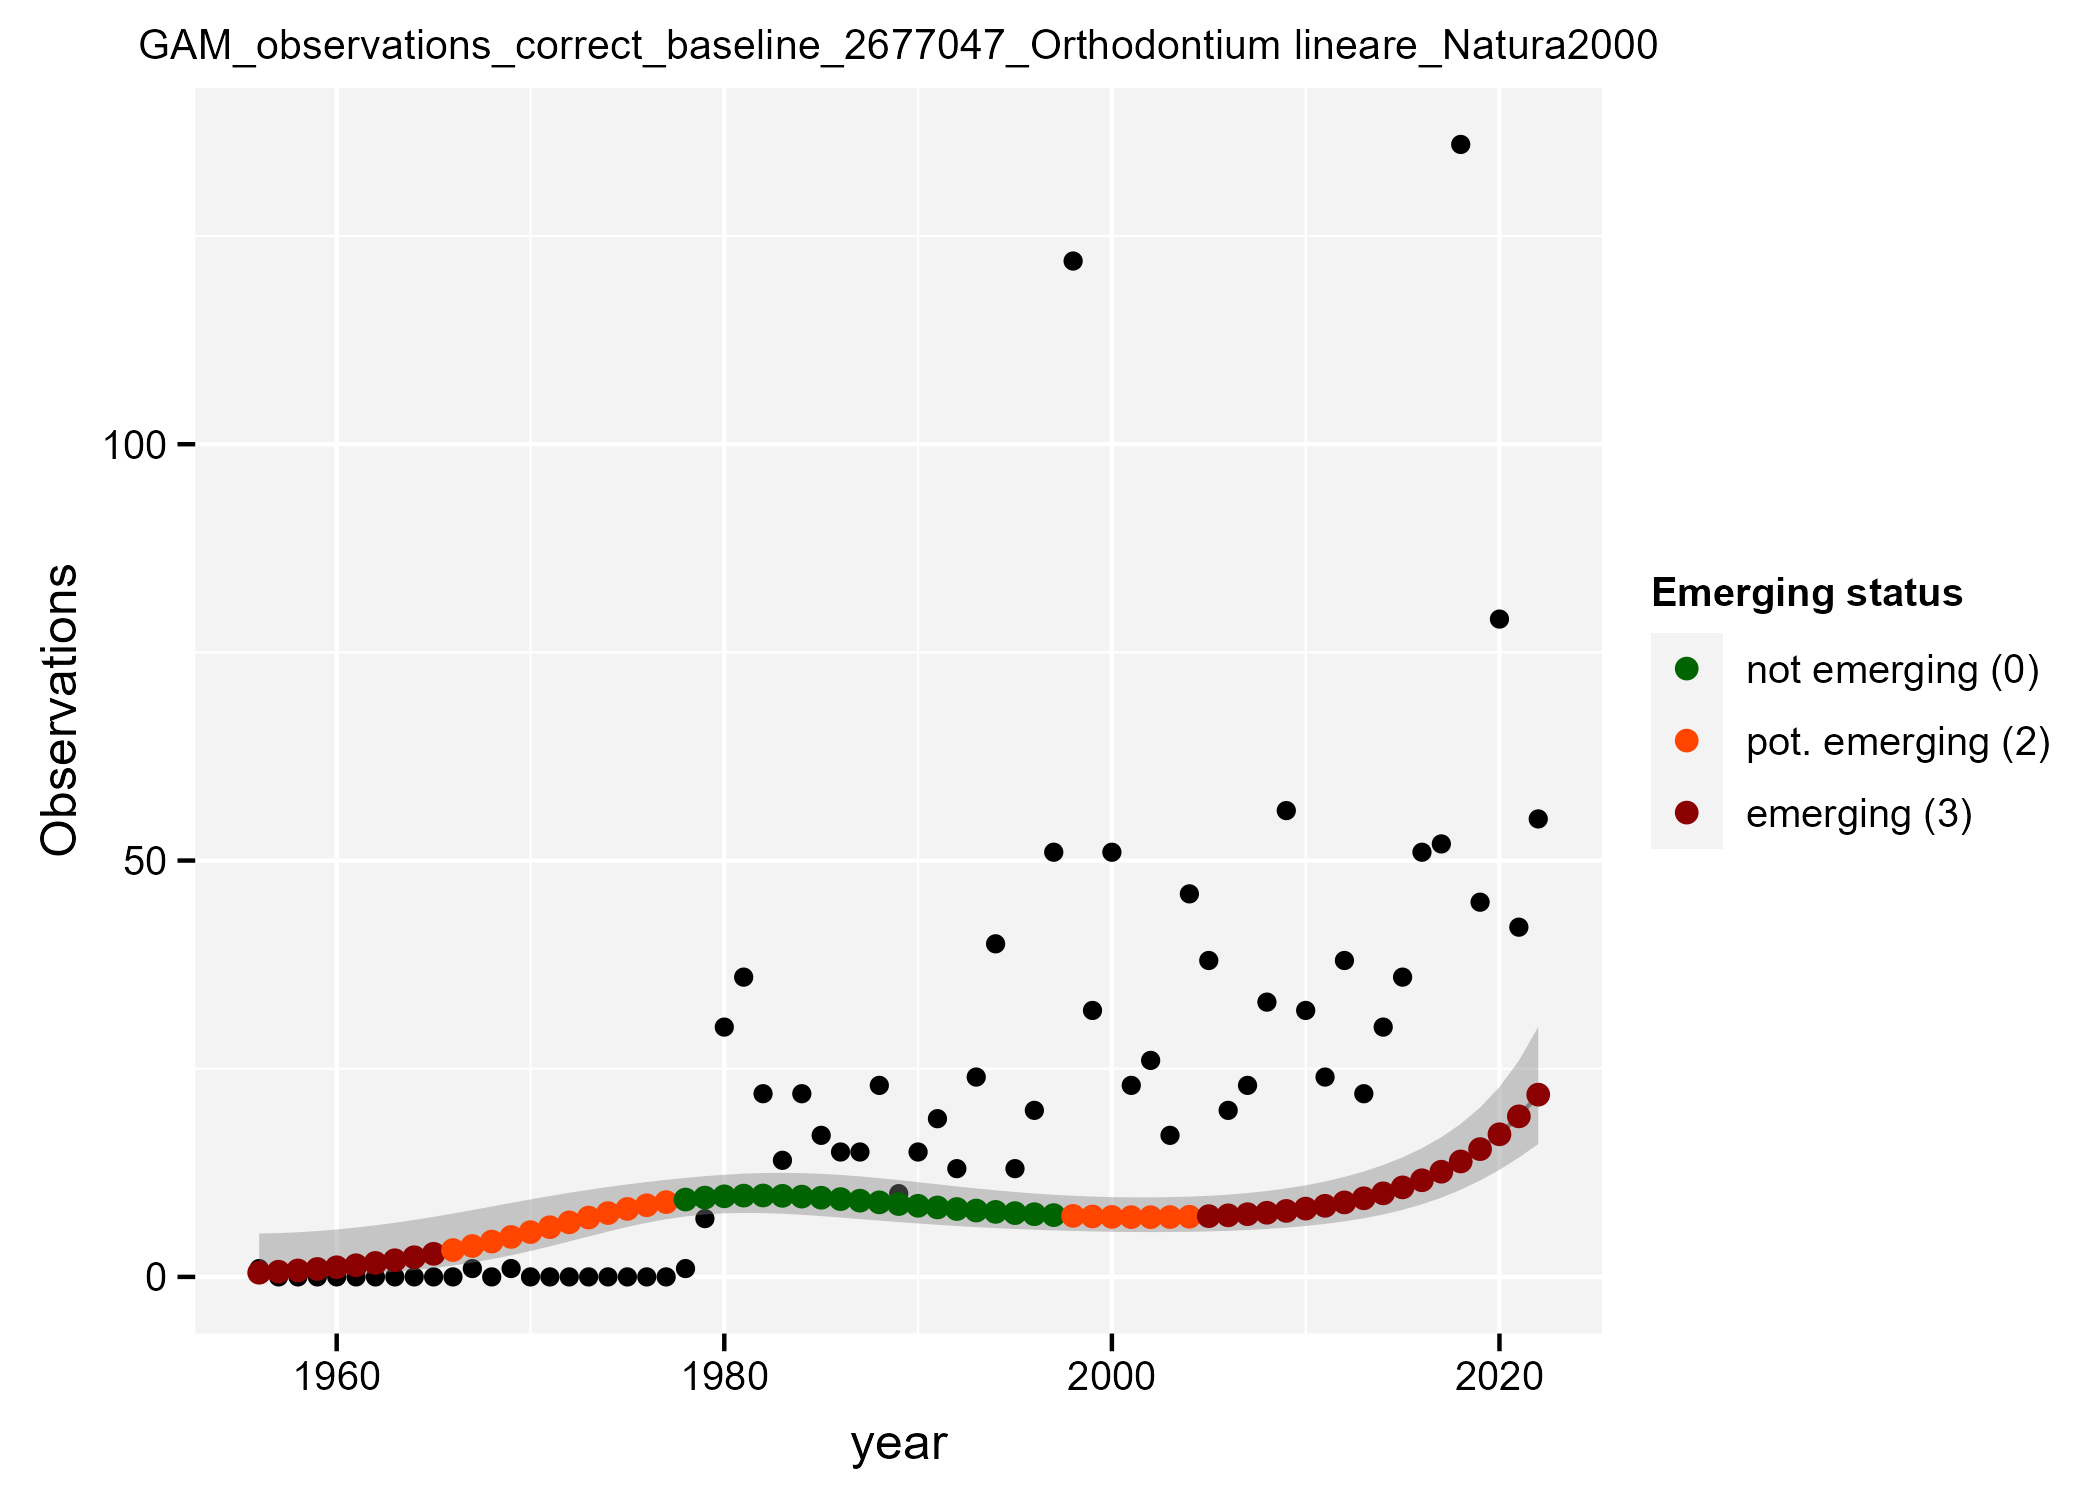 GAM_observations_correct_baseline_2677047_Orthodontium lineare_Natura2000
Observations
100
50
0
1960
1980
2000
2020
year
Emerging status
not emerging (0)
pot. emerging (2)
emerging (3)